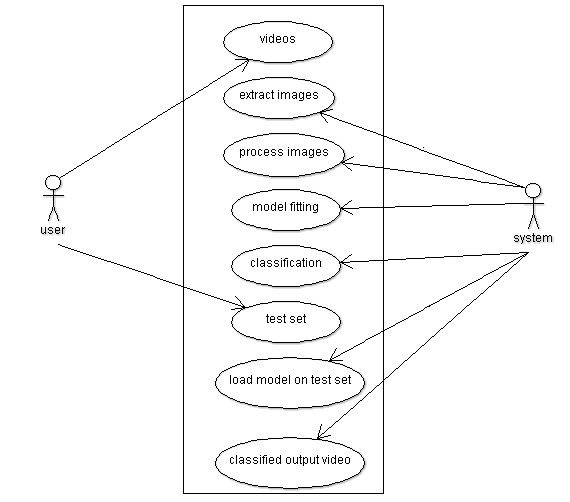 videos
extract images
process images
model fitting
user
system
classification
test set
load model on test set
classified output video